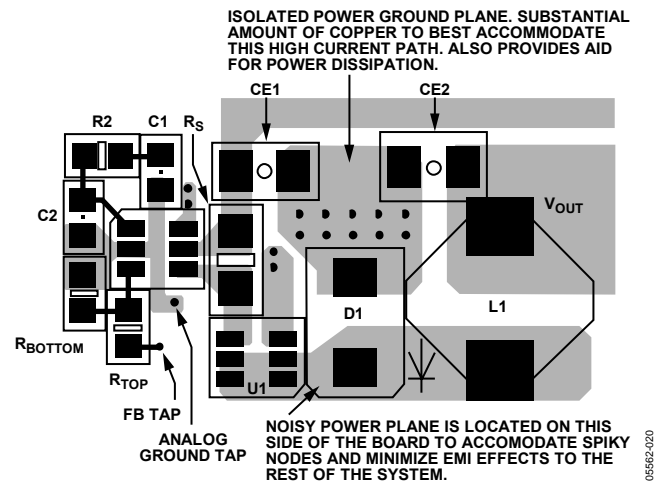 ISOLATED POWER GROUND PLANE. SUBSTANTIAL
AMOUNT OF COPPER TO BEST ACCOMMODATE
THIS HIGH CURRENT PATH. ALSO PROVIDES AID
FOR POWER DISSIPATION.
CE1
CE2
R2
C1
RS
C2
VOUT
D1
L1
RBOTTOM
RTOP
U1
FB TAP
ANALOG
GROUND TAP
NOISY POWER PLANE IS LOCATED ON THIS
SIDE OF THE BOARD TO ACCOMODATE SPIKY
NODES AND MINIMIZE EMI EFFECTS TO THE
REST OF THE SYSTEM.
05562-020